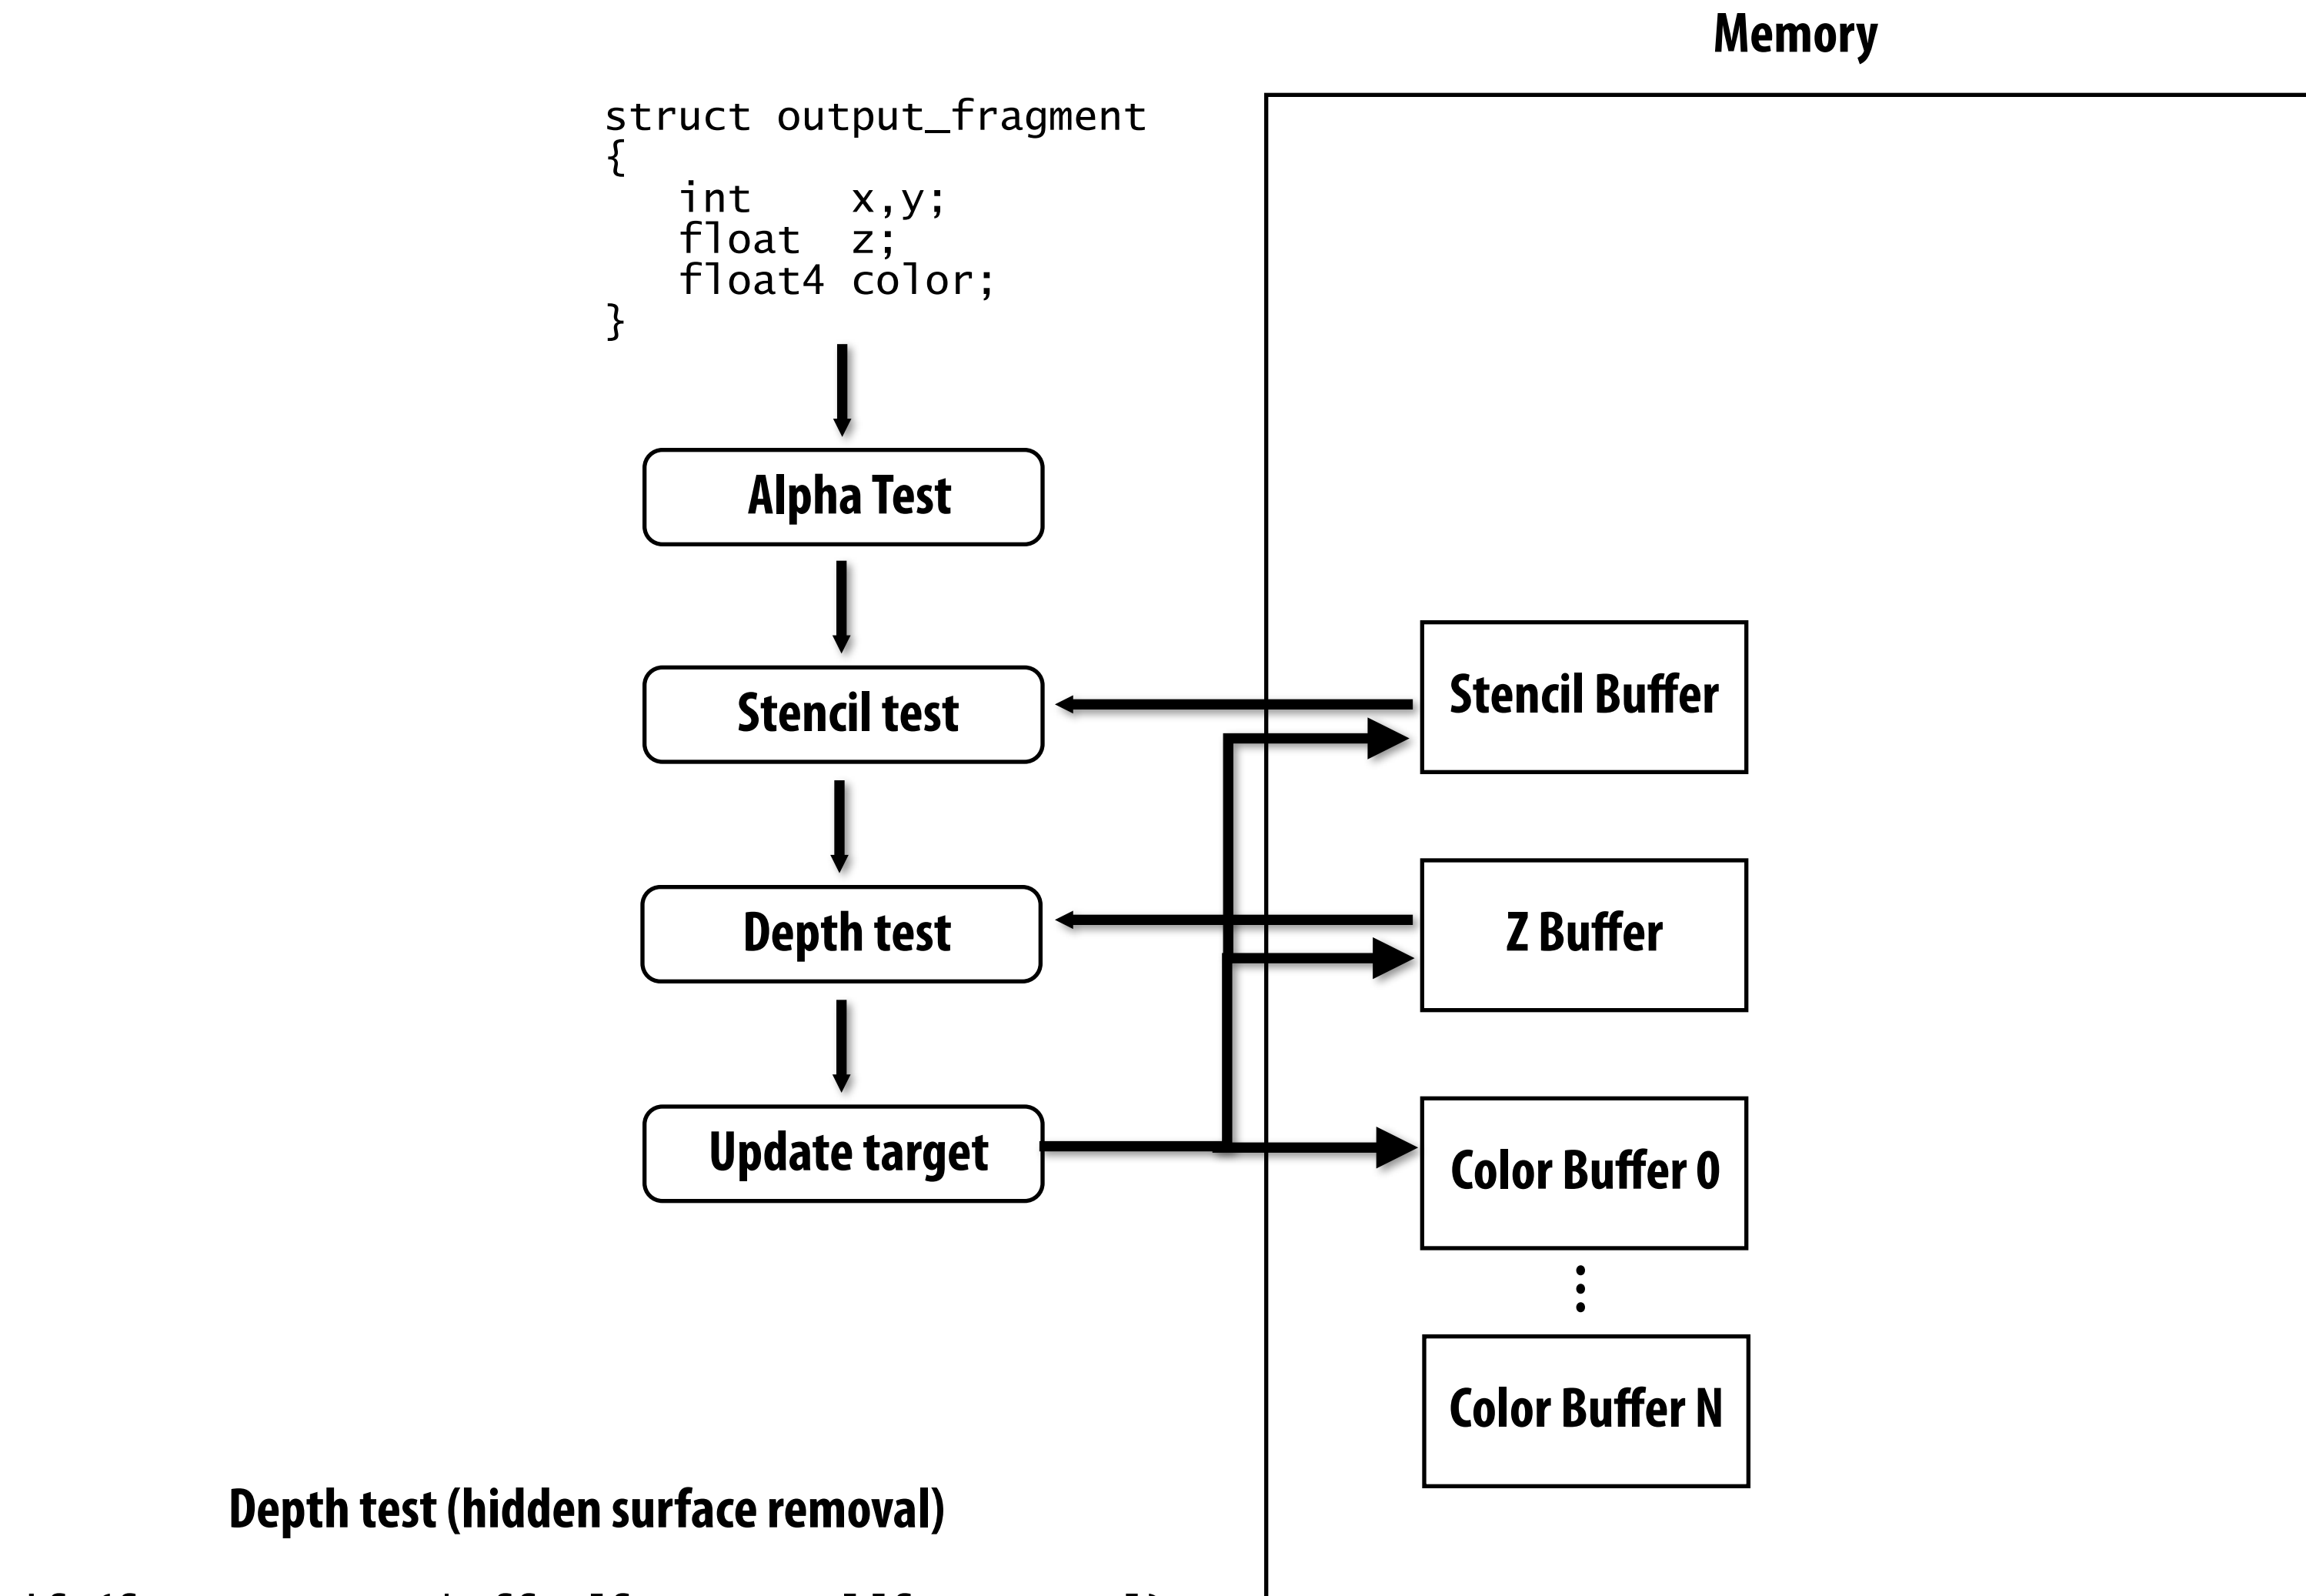 Memory
struct output_fragment
{
int x,y;
float z;
float4 color;
}
Alpha Test
Stencil test
Stencil Buffer
Depth test
Z Buffer
Update target
Color Buffer 0
Color Buffer N
Depth test (hidden surface removal)